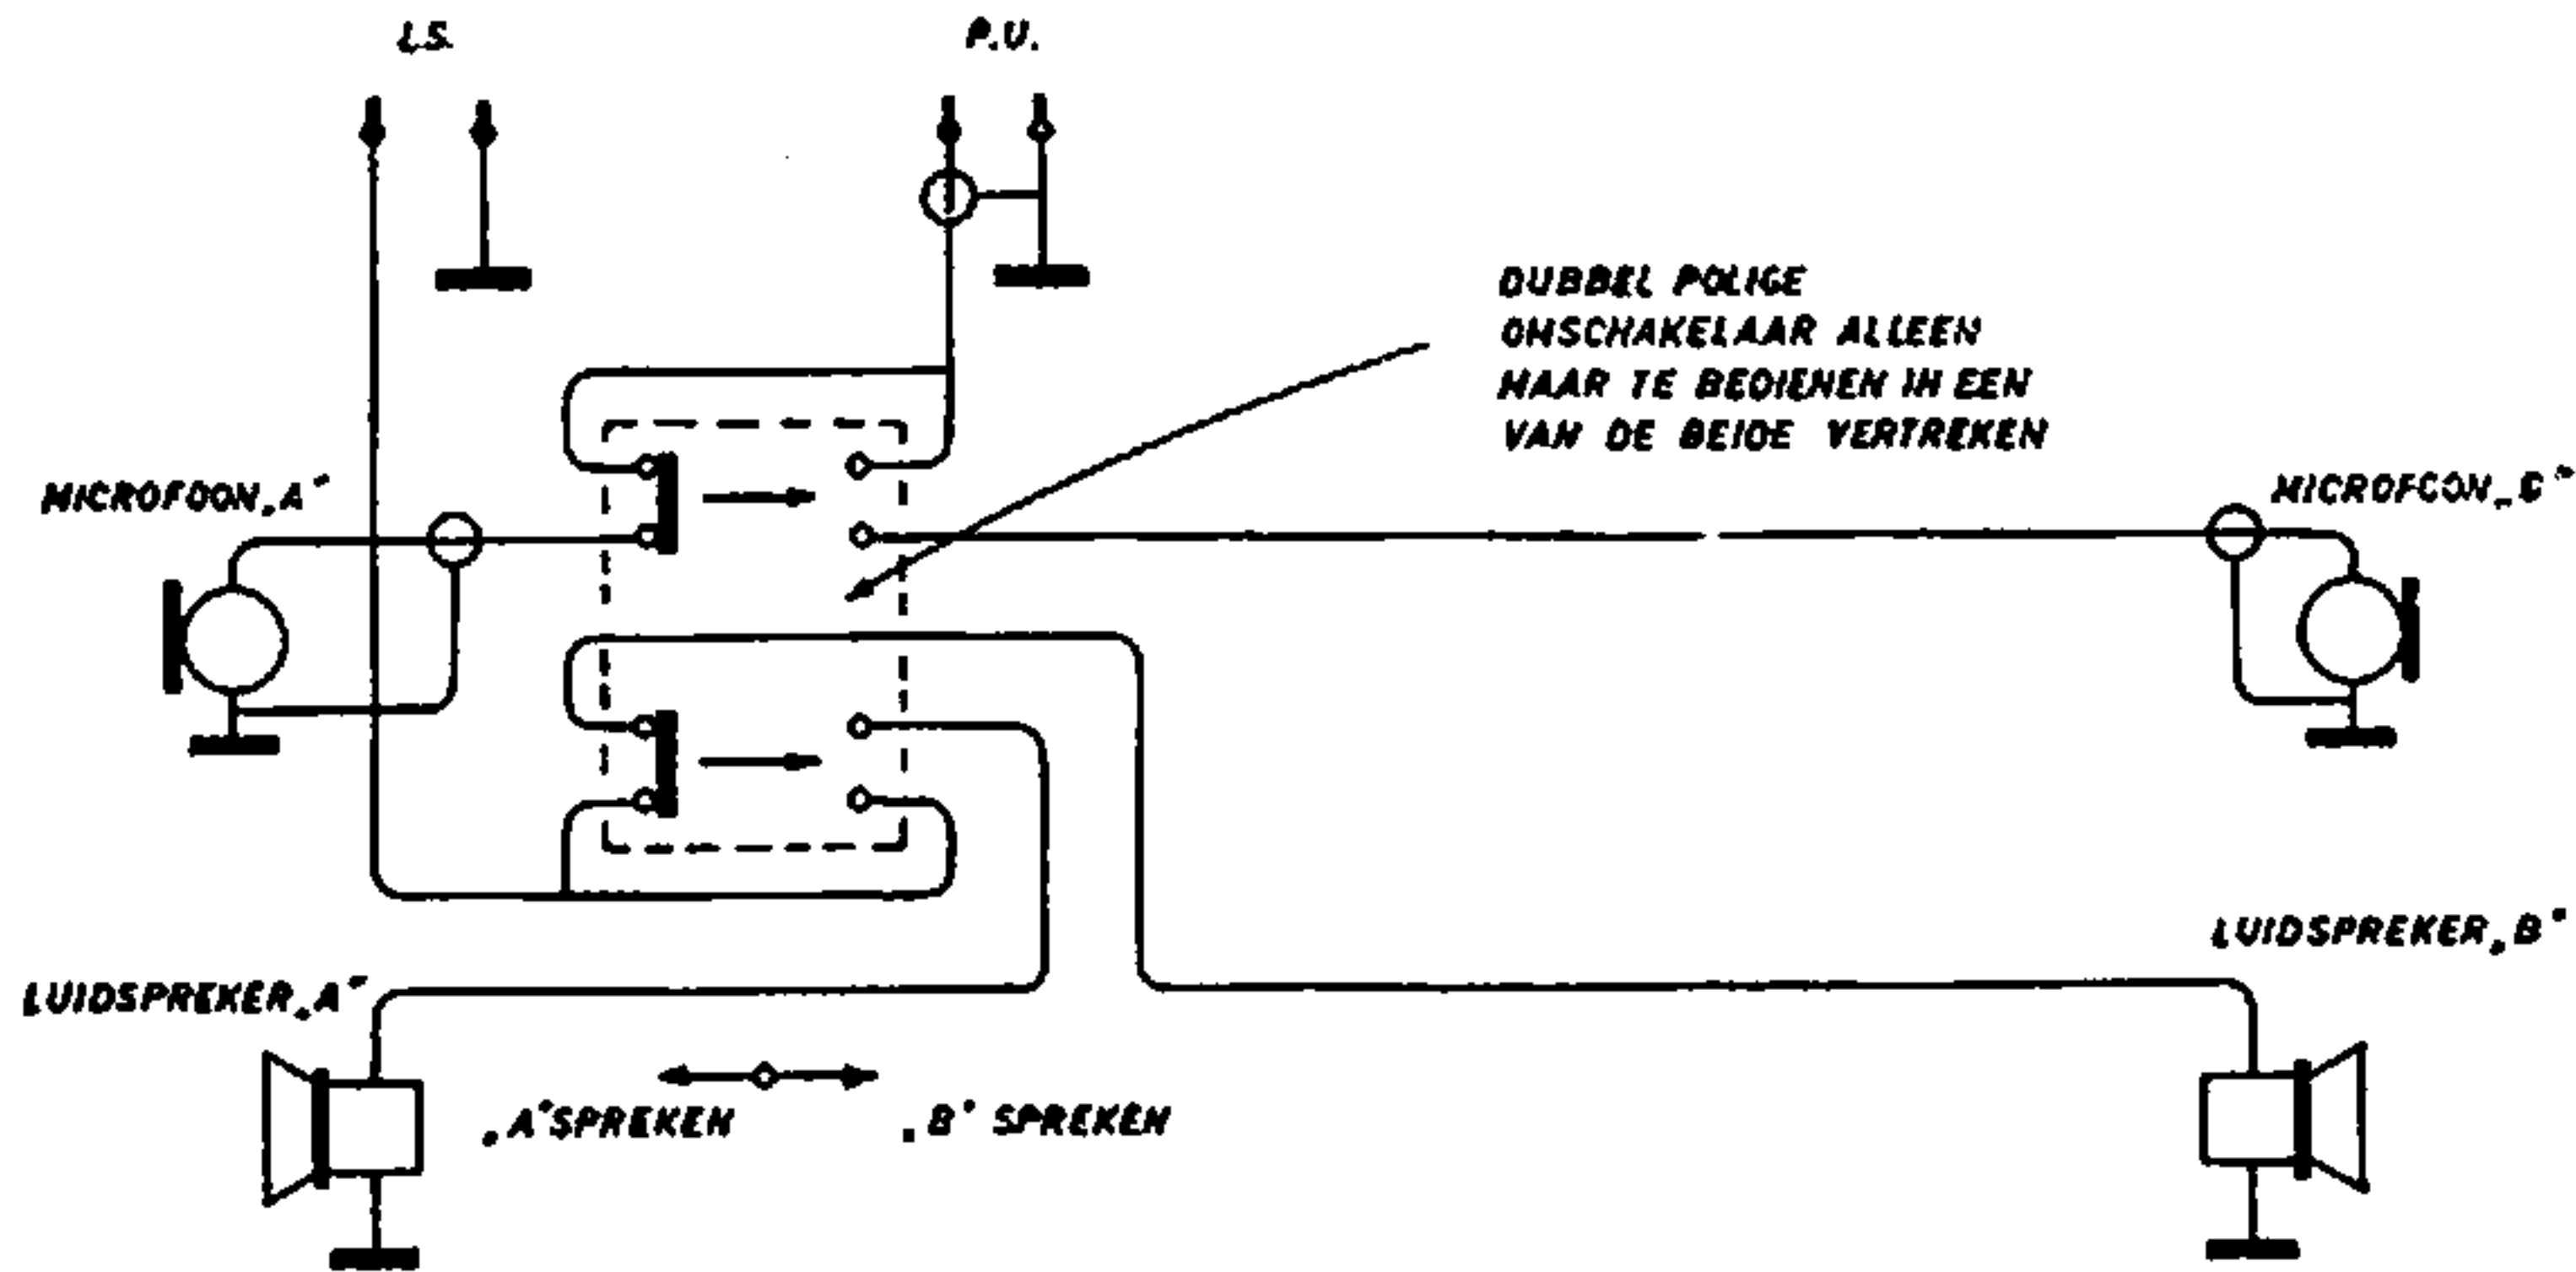 LS.
P.U.
DUBBEL POLIGE
OMSCHAKELAAR ALLEEN
MAAR TE BEDIENEN IN EEN
VAN DE BEIDE VERTREKEN
MICROFOON „A"
MICROFOON „C"
LUIDSPREKER „B"
LUIDSPREKER „A"
„A" SPREKEN
„B" SPREKEN